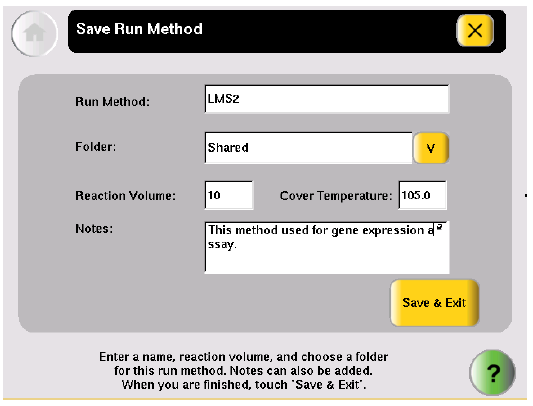 Save Run Method
Run Method: LMS2
Folder: Shared V
Reaction Volume: 10 Cover Temperature: 105.0
Notes: This method used for gene expression a
ssay.
Save & Exit
Enter a name, reaction volume, and choose a folder
for this run method. Notes can also be added.
When you are finished, touch "Save & Exit".
?